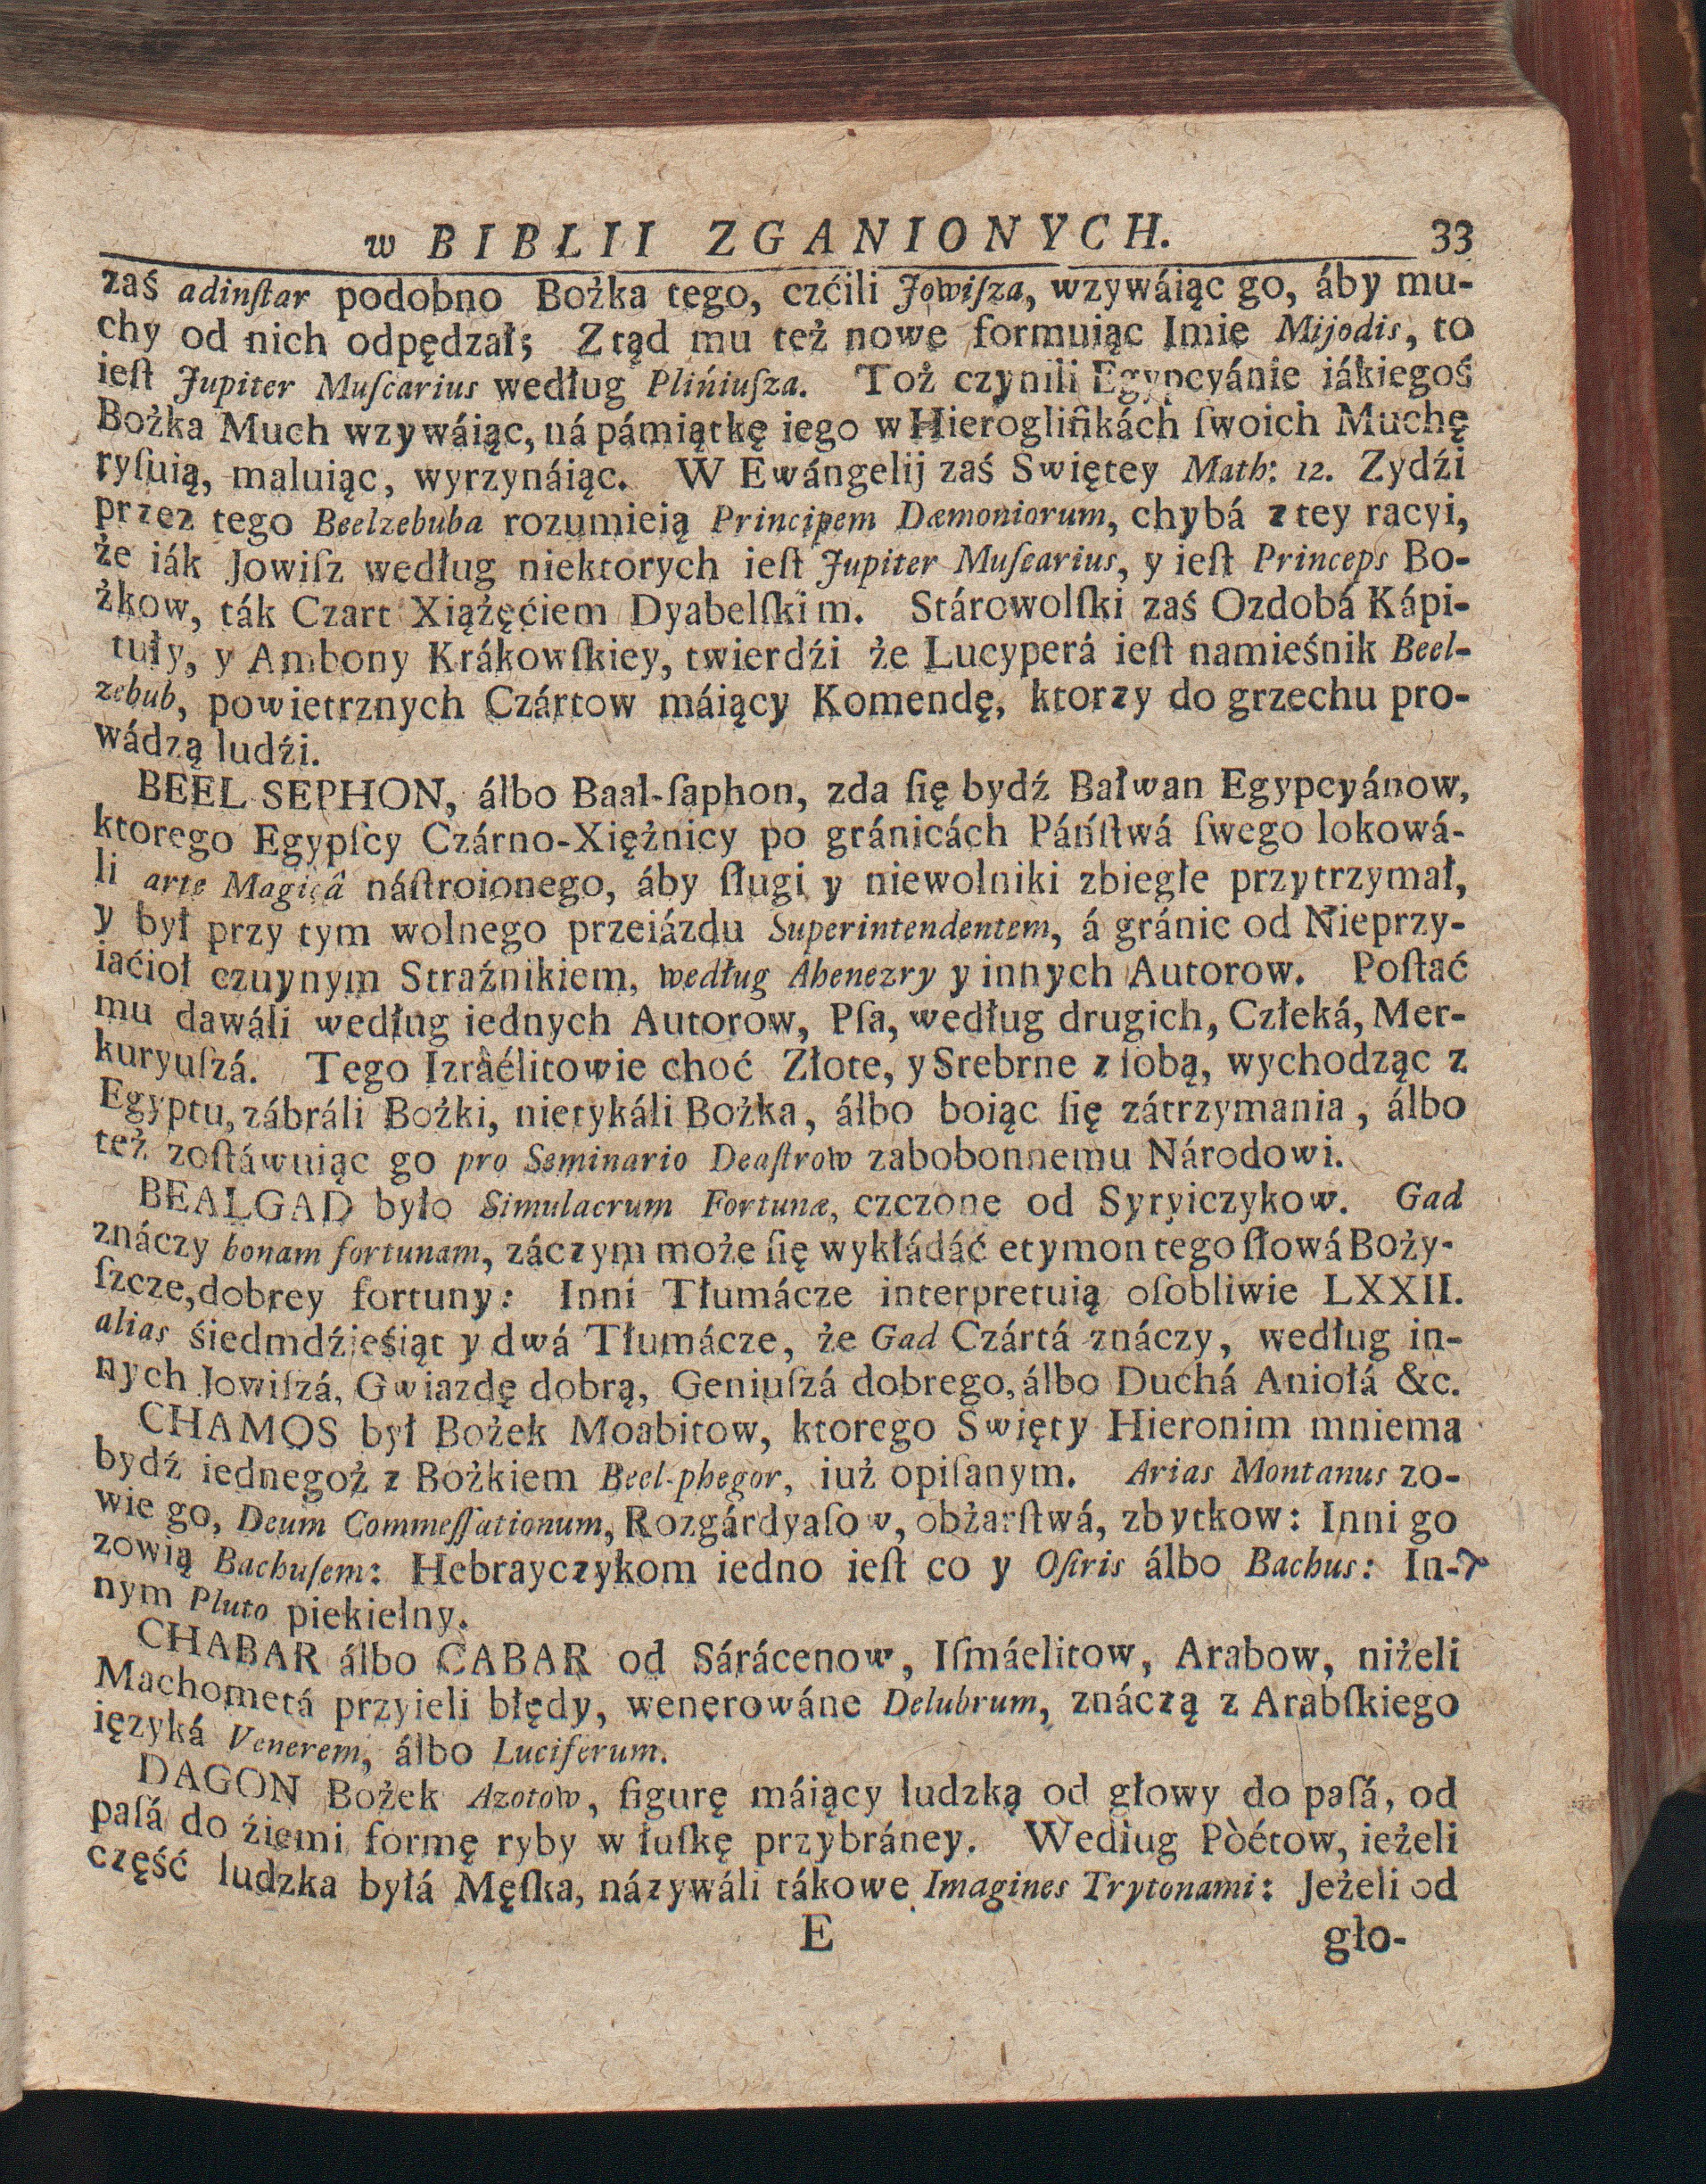 w BIBLII ZGANIONYCH. 33
zaś adinſtar podobno Bożka tego, czćili Jowiſza, wzywáiąc go, áby mu-
chy od nich odpędzał; Ztąd mu też nowe formuiąc Imie Mijodis, to
ieſt Jupiter Muſcarius według Plińiuſza. Toż czynili Egypcyánie iákiegoś
Bożka Much wzywáiąc, ná pámiątkę iego w Hieroglifikách ſwoich Muchę
ryſuią, maluiąc, wyrzynáiąc. W Ewángelij zaś Swiętey Math: 12. Zydźi
przez tego Beelzebuba rozumieią Principem Dæmoniorum, chybá z tey racyi,
że iák Jowiſz według niektorych ieſt Jupiter Muſcarius, y ieſt Princeps Bo-
żkow, ták Czart Xiążęćiem Dyabelſkim. Stárowolſki zaś Ozdobá Kápi-
tuły, y Ambony Krákowſkiey, twierdźi że Lucyperá ieſt namieśnik Beel-
zebub, powietrznych Czártow máiący Komendę, ktorzy do grzechu pro-
wádzą ludźi.
BEEL SEPHON, álbo Baal-ſaphon, zda ſię bydź Bałwan Egypcyánow,
ktorego Egypſcy Czárno-Xiężnicy po gránicách Páńſtwá ſwego lokowá-
li arte Magicâ náſtroionego, áby ſługi y niewolniki zbiegłe przytrzymał,
y był przy tym wolnego przeiázdu Superintendentem, á gránic od Nieprzy-
iaćioł czuynym Strażnikiem, według Abenezry y innych Autorow. Poſtać
mu dawáli według iednych Autorow, Pſa, według drugich, Człeká, Mer-
kuryuſzá. Tego Izràélitowie choć Złote, y Srebrne z ſobą, wychodząc z
Egyptu, zábráli Bożki, nietykáli Bożka, álbo boiąc ſię zátrzymania, álbo
też zoſtáwuiąc go pro Seminario Deaſtrow zabobonnemu Národowi.
BEALGAD było Simulacrum Fortunæ, czczone od Syryiczykow. Gad
znáczy bonam fortunam, záczym może ſię wykłádáć etymon tego ſłowá Boży-
ſzcze, dobrey fortuny: Inni Tłumácze interpretuią oſobliwie LXXII.
alias śiedmdźieśiąt y dwá Tłumácze, że Gad Czártá znáczy, według in-
nych Jowiſzá, Gwiazdę dobrą, Geniuſzá dobrego, álbo Duchá Aniołá &c.
CHAMOS był Bożek Moabitow, ktorego Swięty Hieronim mniema
bydź iednegoż z Bożkiem Beel-phegor, iuż opiſanym. Arias Montanus zo-
wie go, Deum Commeſſationum, Rozgárdyaſow, obżarſtwá, zbytkow: Inni go
zowią Bachuſem: Hebrayczykom iedno ieſt co y Oſiris álbo Bachus: In-
nym Pluto piekielny.
CHABAR álbo CABAR od Sárácenow, Iſmáelitow, Arabow, niżeli
Machometá przyieli błędy, wenerowáne Delubrum, znáczą z Arabſkiego
ięzyká Venerem, álbo Luciferum.
DAGON Bożek Azotow, figurę máiący ludzką od głowy do paſá, od
paſá do źiemi formę ryby w łuſkę przybráney. Według Pòétow, ieżeli
część ludzka byłá Męſka, názywáli tákowe Imagines Trytonami: Jeżeli od
E gło-